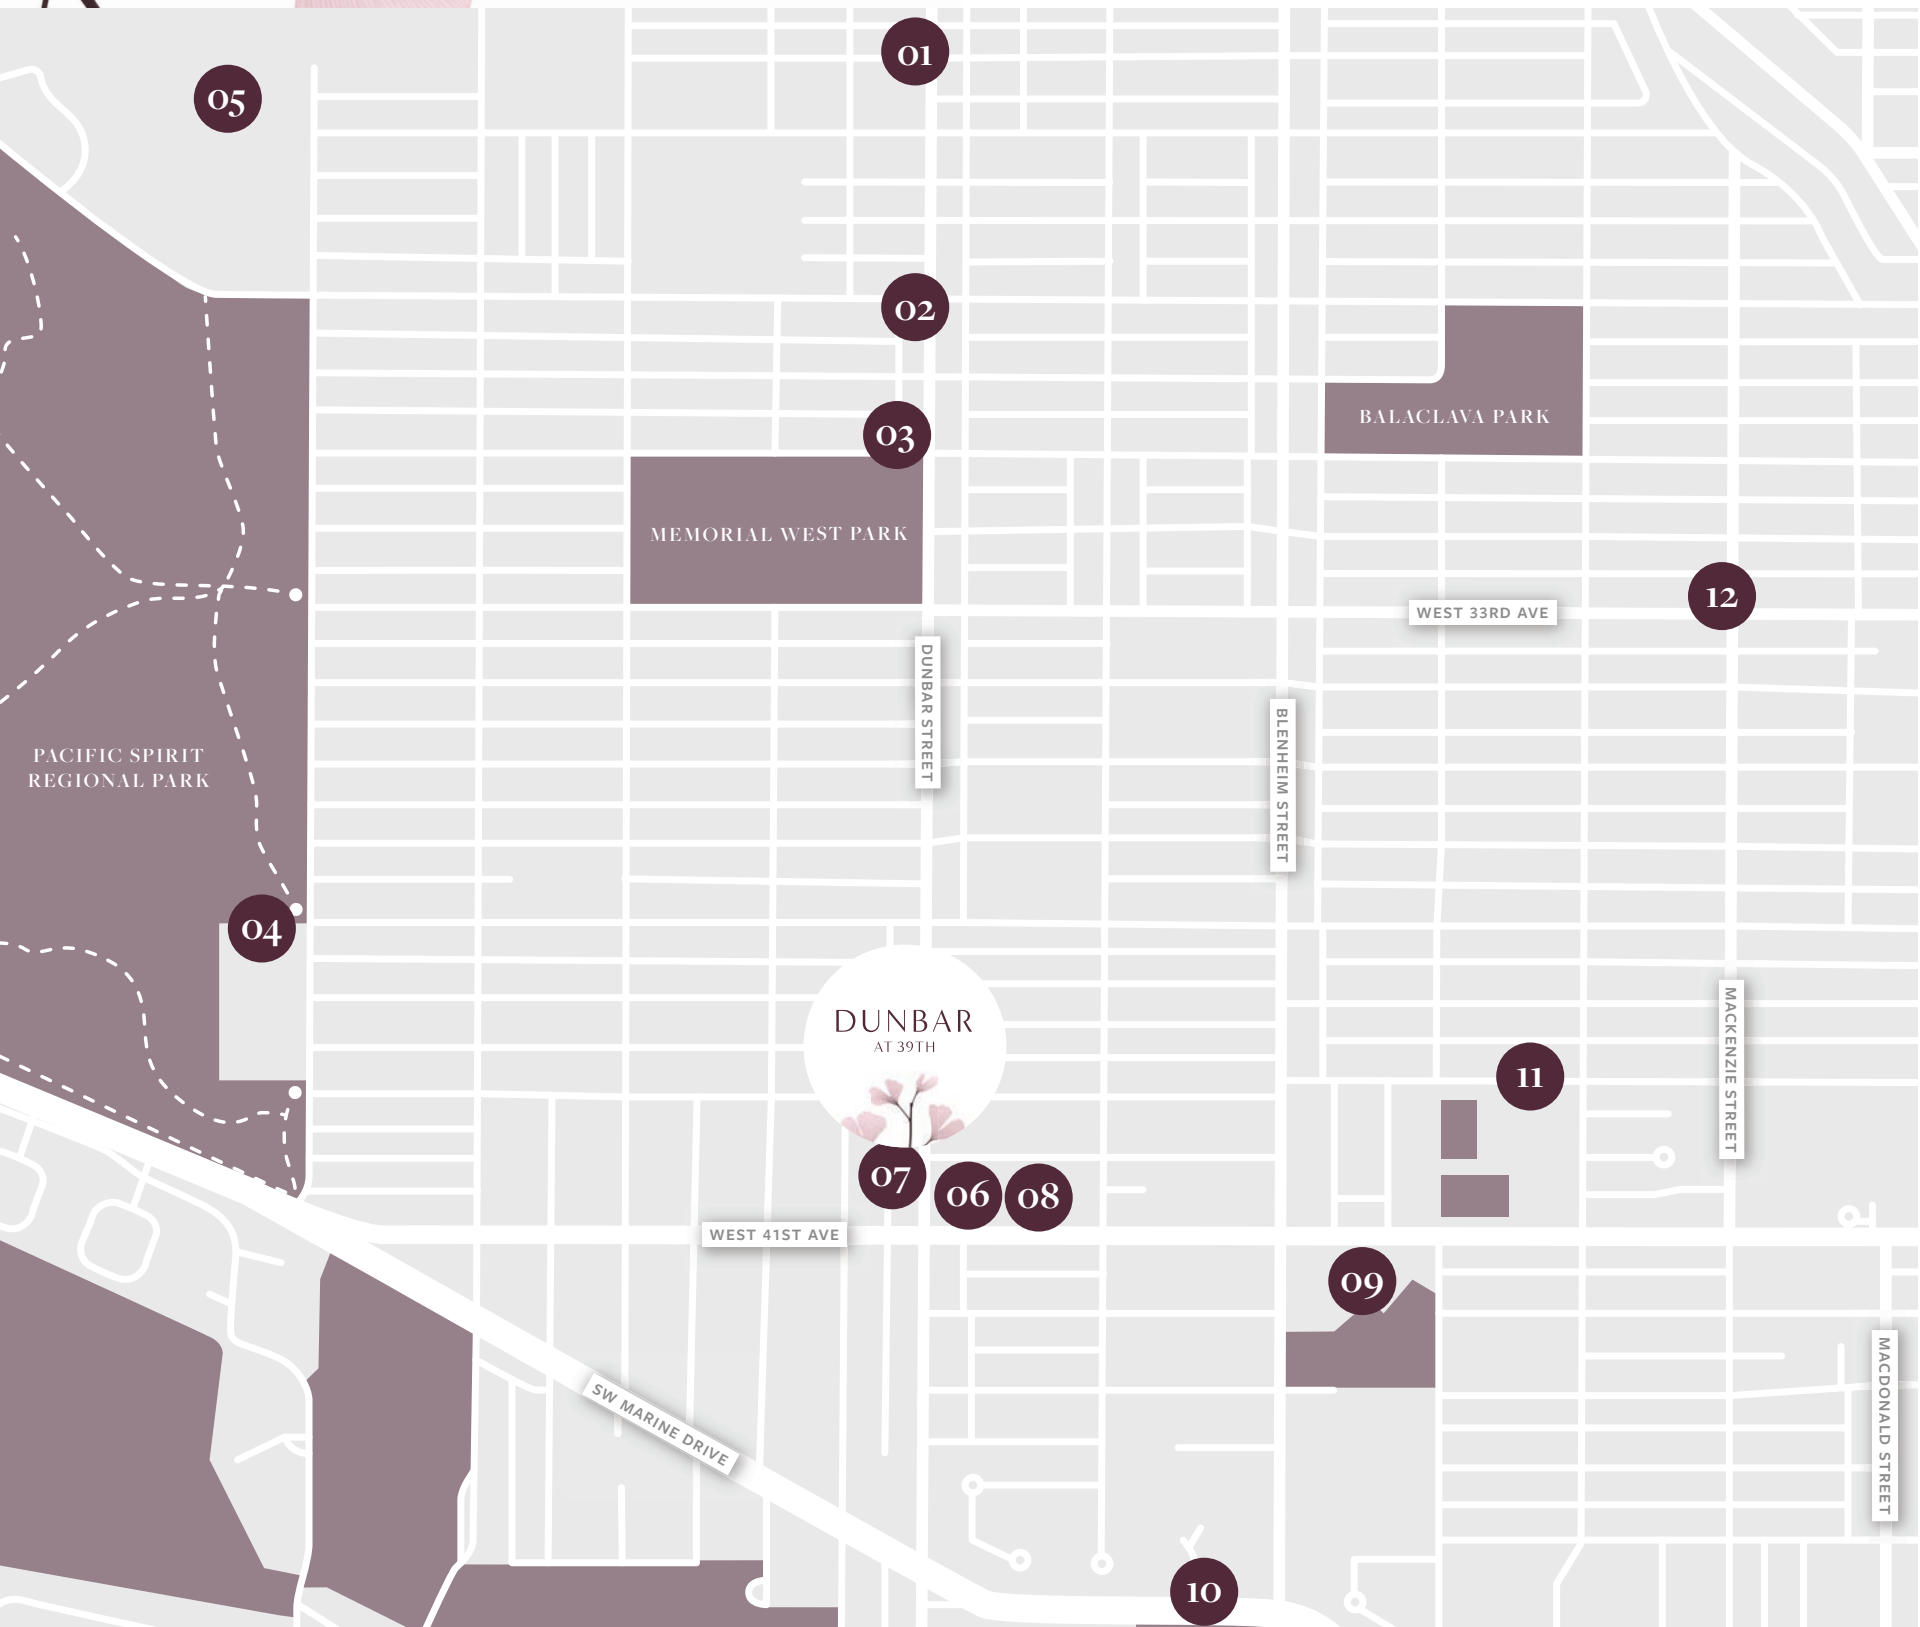 01
05
02
03
BALACLAVA PARK
MEMORIAL WEST PARK
12
WEST 33RD AVE
DUNBAR STREET
BLENHEIM STREET
PACIFIC SPIRIT
REGIONAL PARK
04
DUNBAR
AT 39TH
MACKENZIE STREET
11
07
06
08
WEST 41ST AVE
09
SW MARINE DRIVE
MACDONALD STREET
10